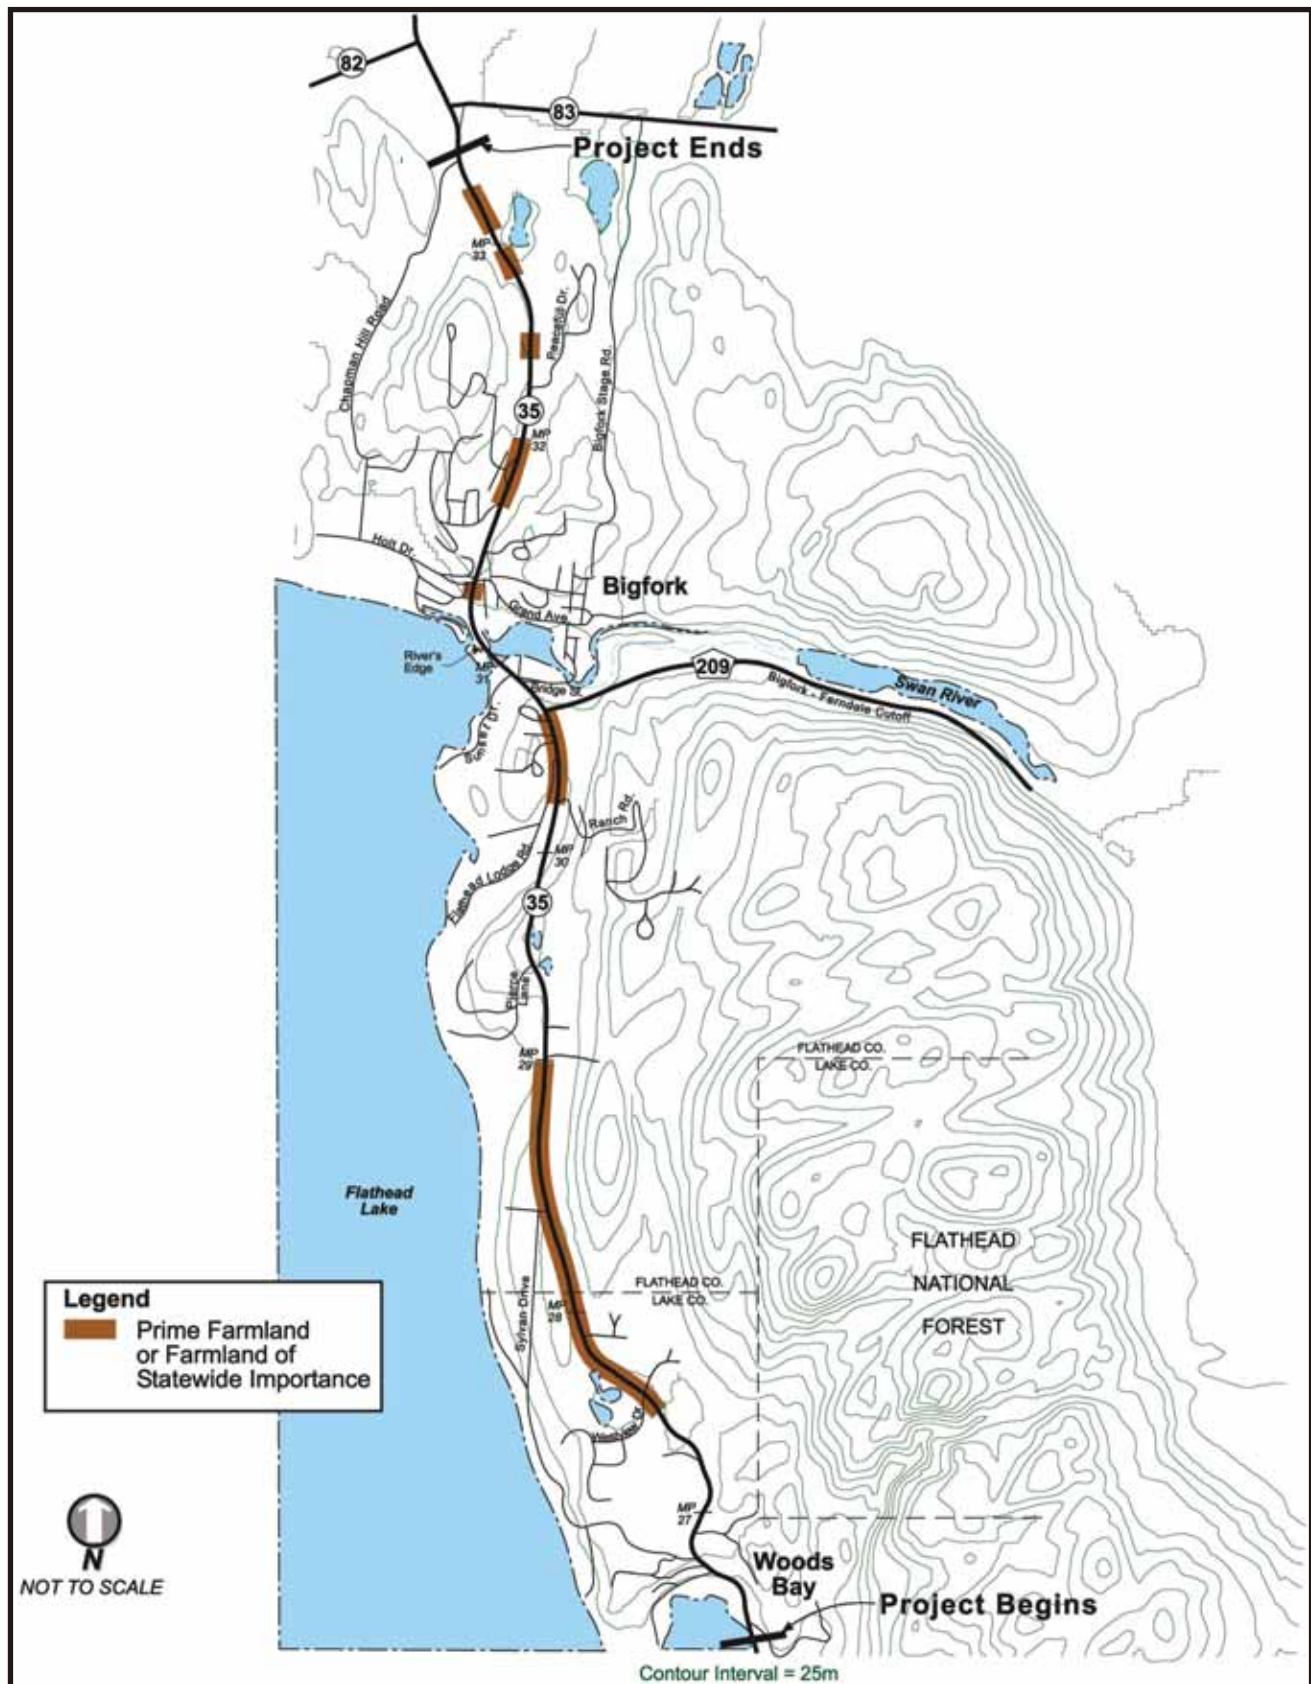 82
83
Project Ends
MP
33
Chapman Hill Road
Peaceful Dr.
Bigfork Stage Rd.
35
MP
32
Holt Dr.
Bigfork
Grand Ave.
River's
Edge
MP
31
Bridge St.
209
Swan River
Bigfork - Ferndale Cutoff
Sunset Dr.
Ranch Rd.
MP
30
Flathead Lodge Rd.
35
Pierce
Lane
MP
29
FLATHEAD CO.
LAKE CO.
Flathead
Lake
FLATHEAD
NATIONAL
FOREST
FLATHEAD CO.
LAKE CO.
Legend
Prime Farmland
or Farmland of
Statewide Importance
Sylvan Drive
MP
28
Westview Dr.
MP
27
N
NOT TO SCALE
Woods
Bay
Project Begins
Contour Interval = 25m